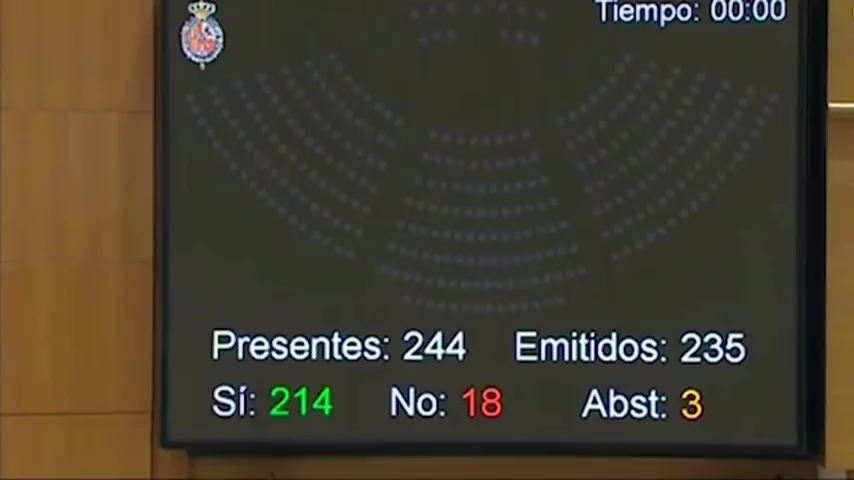 Tiempo: 00:00
Presentes: 244 Emitidos: 235
Sí: 214 No: 18 Abst: 3